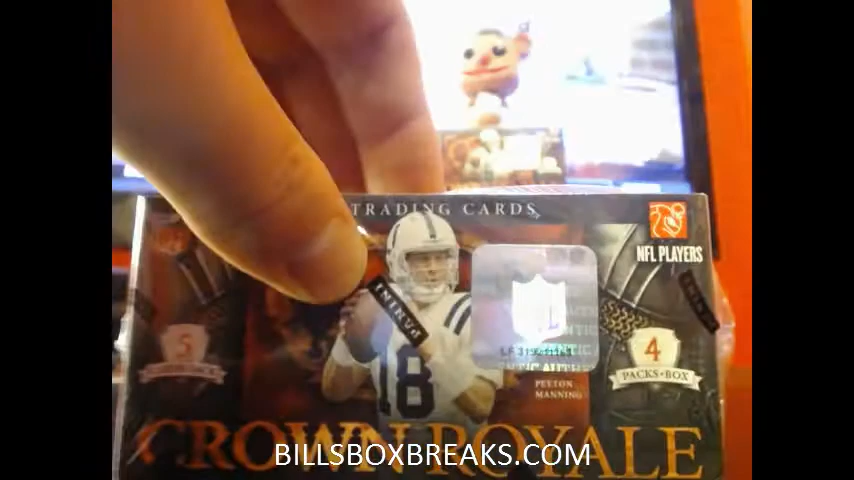 TRADING CARDS
NFL PLAYERS
PANINI
5
4
PACKS • BOX
18
PEYTON
MANNING
CROWN ROYALE
BILLSBOXBREAKS.COM